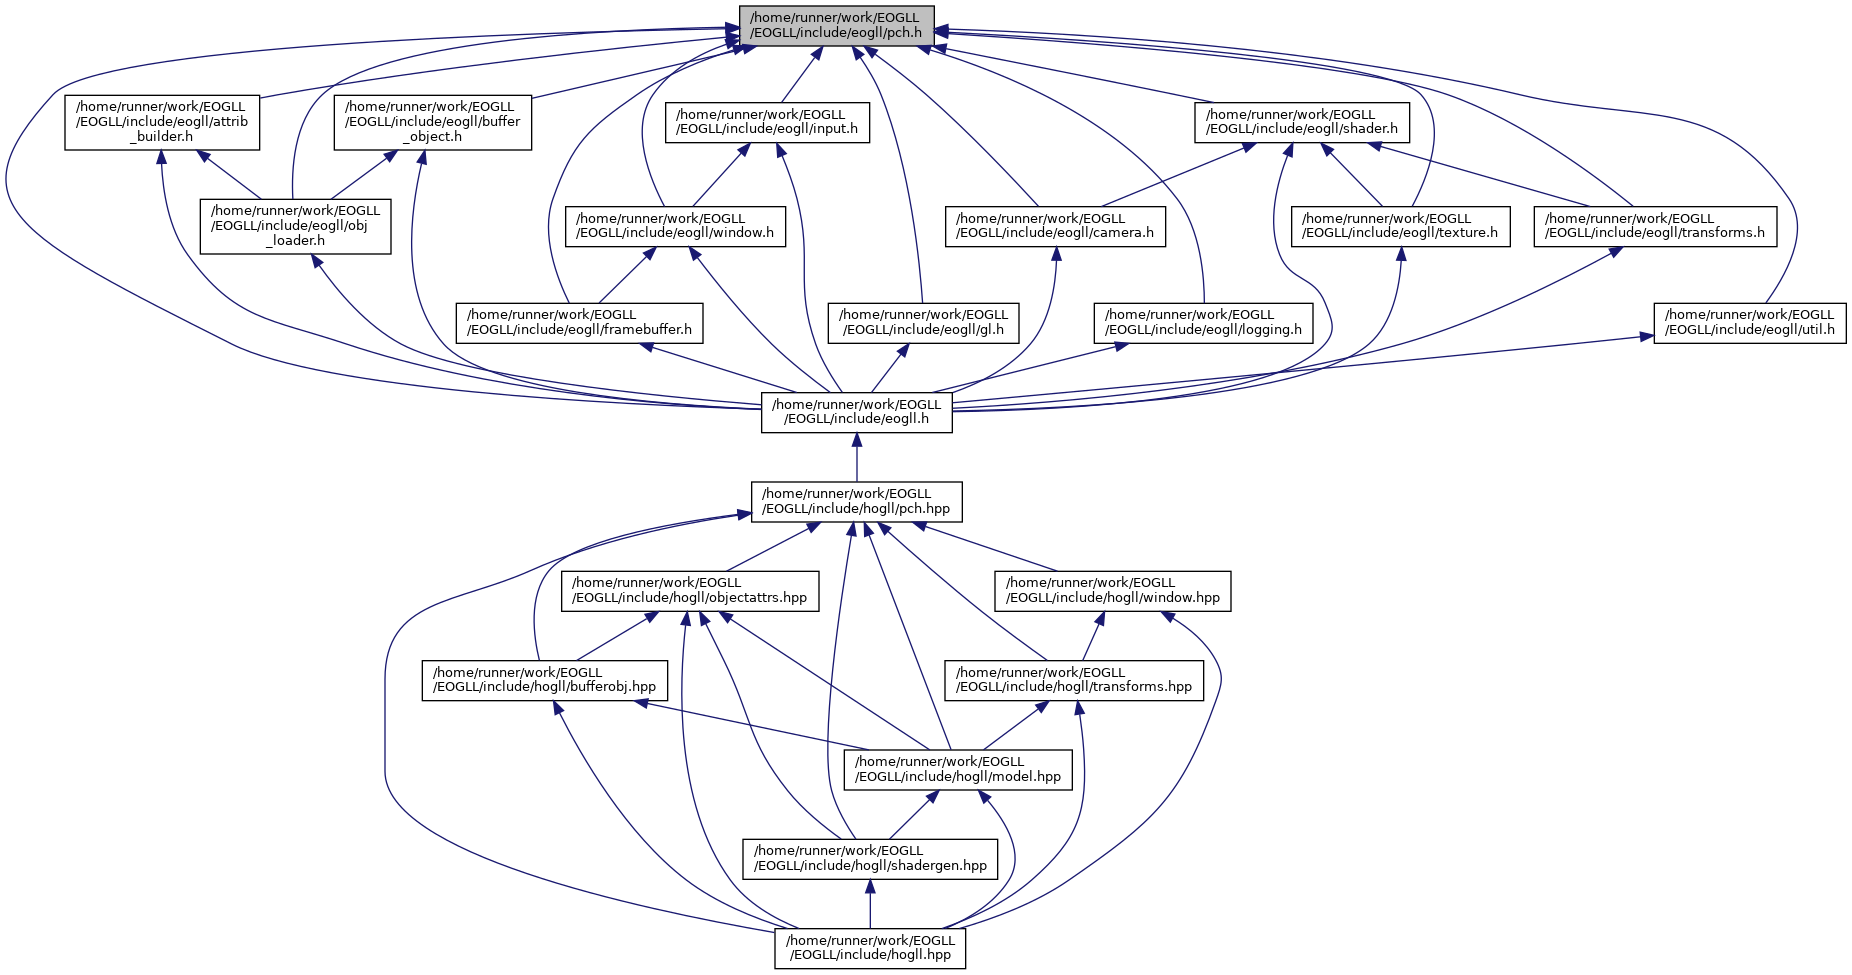 /home/runner/work/EOGLL
/EOGLL/include/eogll/pch.h
/home/runner/work/EOGLL
/EOGLL/include/eogll/attrib
_builder.h
/home/runner/work/EOGLL
/EOGLL/include/eogll/buffer
_object.h
/home/runner/work/EOGLL
/EOGLL/include/eogll/input.h
/home/runner/work/EOGLL
/EOGLL/include/eogll/shader.h
/home/runner/work/EOGLL
/EOGLL/include/eogll/obj
_loader.h
/home/runner/work/EOGLL
/EOGLL/include/eogll/window.h
/home/runner/work/EOGLL
/EOGLL/include/eogll/camera.h
/home/runner/work/EOGLL
/EOGLL/include/eogll/texture.h
/home/runner/work/EOGLL
/EOGLL/include/eogll/transforms.h
/home/runner/work/EOGLL
/EOGLL/include/eogll/framebuffer.h
/home/runner/work/EOGLL
/EOGLL/include/eogll/gl.h
/home/runner/work/EOGLL
/EOGLL/include/eogll/logging.h
/home/runner/work/EOGLL
/EOGLL/include/eogll/util.h
/home/runner/work/EOGLL
/EOGLL/include/eogll.h
/home/runner/work/EOGLL
/EOGLL/include/hogll/pch.hpp
/home/runner/work/EOGLL
/EOGLL/include/hogll/objectattrs.hpp
/home/runner/work/EOGLL
/EOGLL/include/hogll/window.hpp
/home/runner/work/EOGLL
/EOGLL/include/hogll/bufferobj.hpp
/home/runner/work/EOGLL
/EOGLL/include/hogll/transforms.hpp
/home/runner/work/EOGLL
/EOGLL/include/hogll/model.hpp
/home/runner/work/EOGLL
/EOGLL/include/hogll/shadergen.hpp
/home/runner/work/EOGLL
/EOGLL/include/hogll.hpp